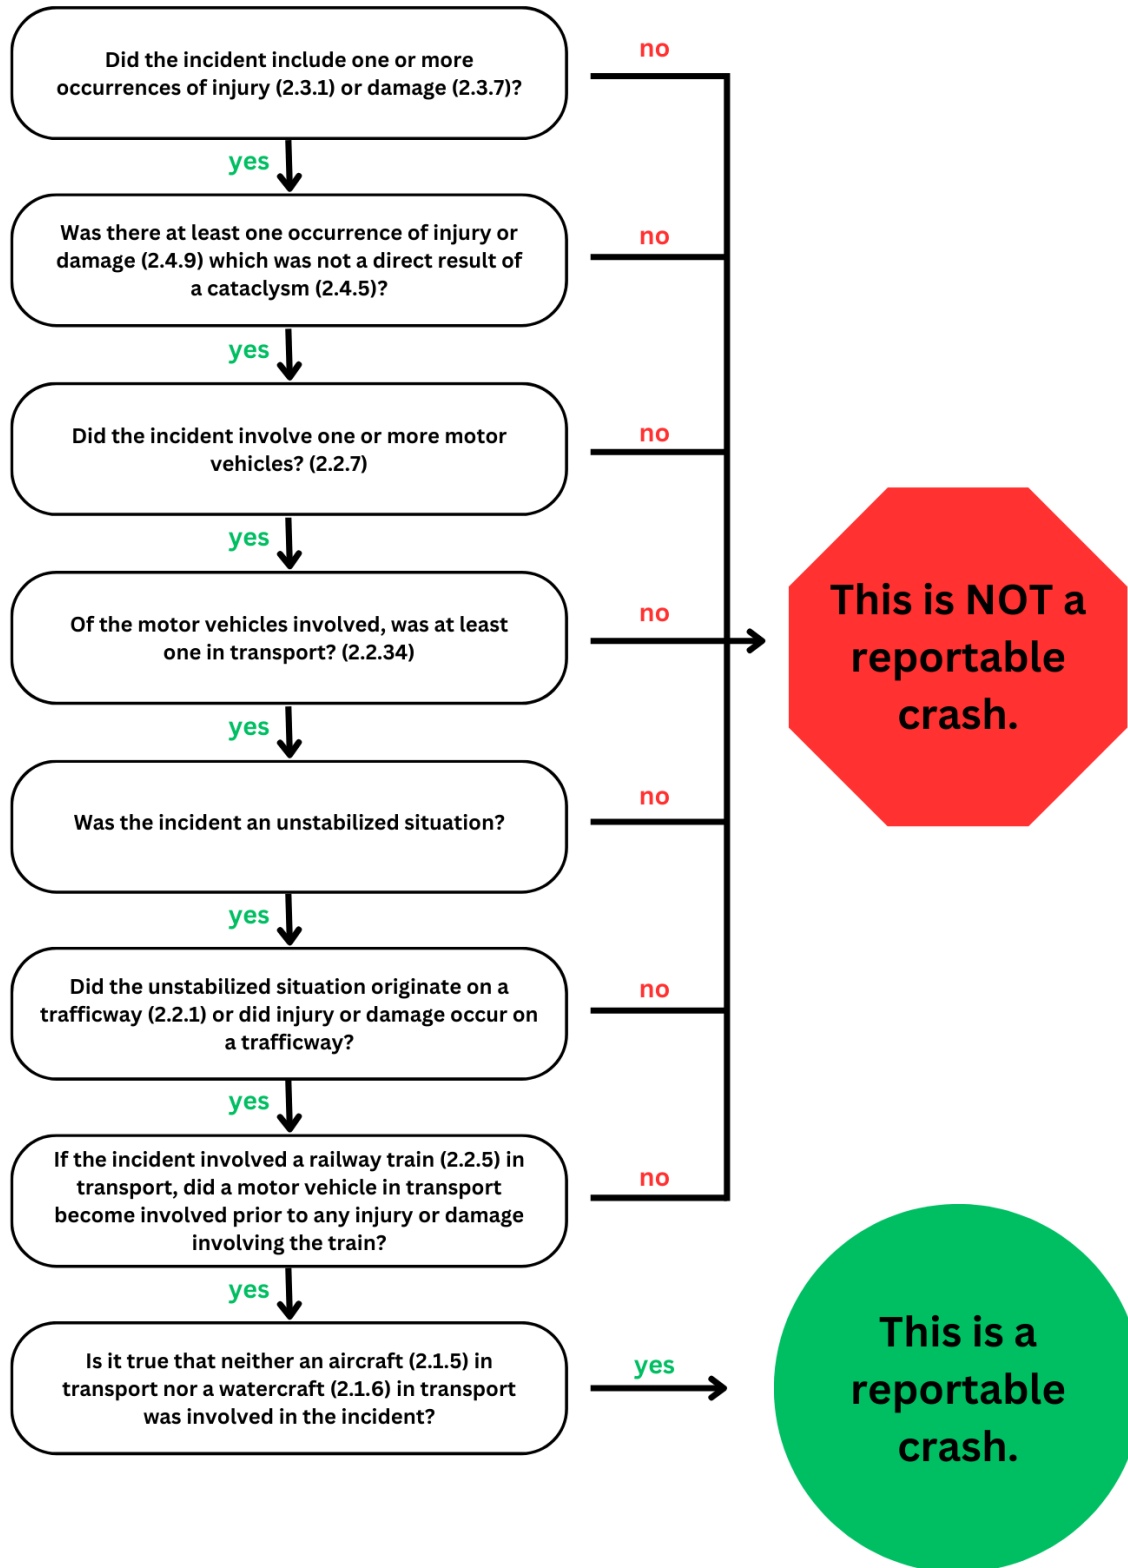 Did the incident include one or more
occurrences of injury (2.3.1) or damage (2.3.7)?
no
yes
Was there at least one occurrence of injury or
damage (2.4.9) which was not a direct result of
a cataclysm (2.4.5)?
no
yes
Did the incident involve one or more motor
vehicles? (2.2.7)
no
yes
Of the motor vehicles involved, was at least
one in transport? (2.2.34)
no
This is NOT a
reportable
crash.
yes
Was the incident an unstabilized situation?
no
yes
Did the unstabilized situation originate on a
trafficway (2.2.1) or did injury or damage occur on
a trafficway?
no
yes
If the incident involved a railway train (2.2.5) in
transport, did a motor vehicle in transport
become involved prior to any injury or damage
involving the train?
no
yes
Is it true that neither an aircraft (2.1.5) in
transport nor a watercraft (2.1.6) in transport
was involved in the incident?
yes
This is a
reportable
crash.